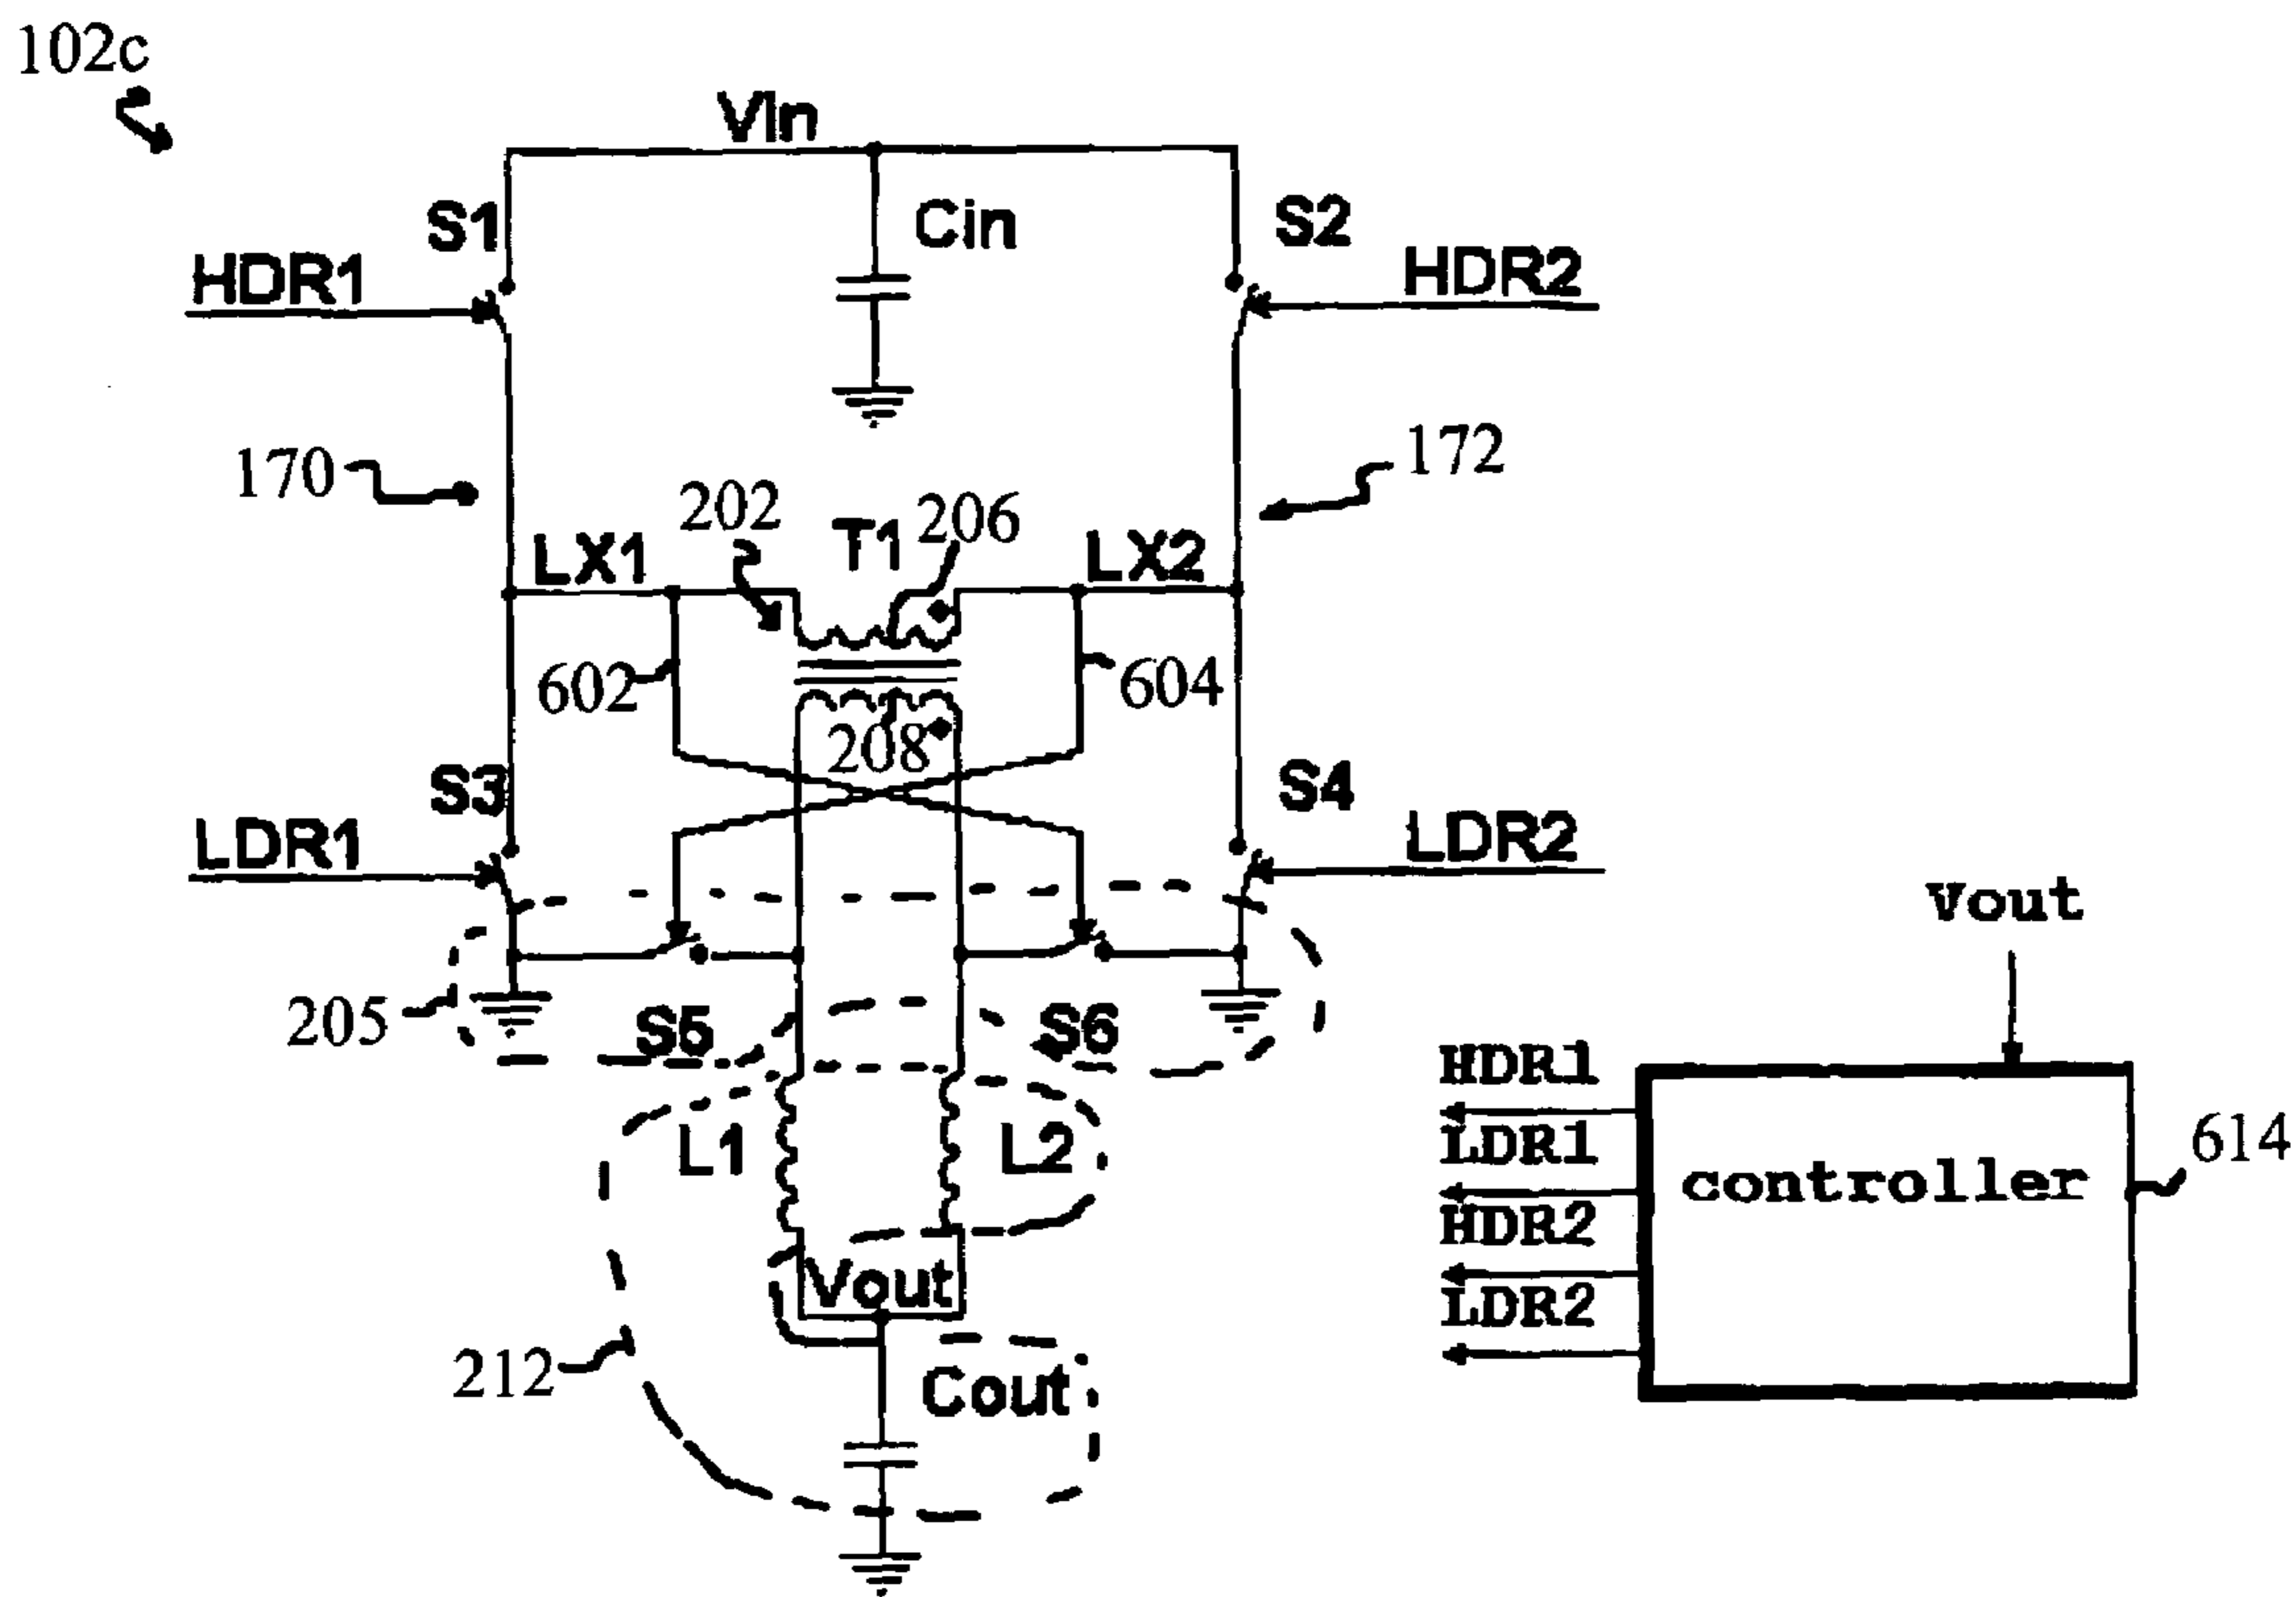 102c
Vin
S1
Cin
S2
HDR1
HDR2
170
172
202
T1
206
LX1
LX2
602
604
208
S3
S4
LDR1
LDR2
Vout
205
S5
S6
HDR1
L1
L2
LDR1
614
controller
HDR2
Vout
LDR2
212
Cout